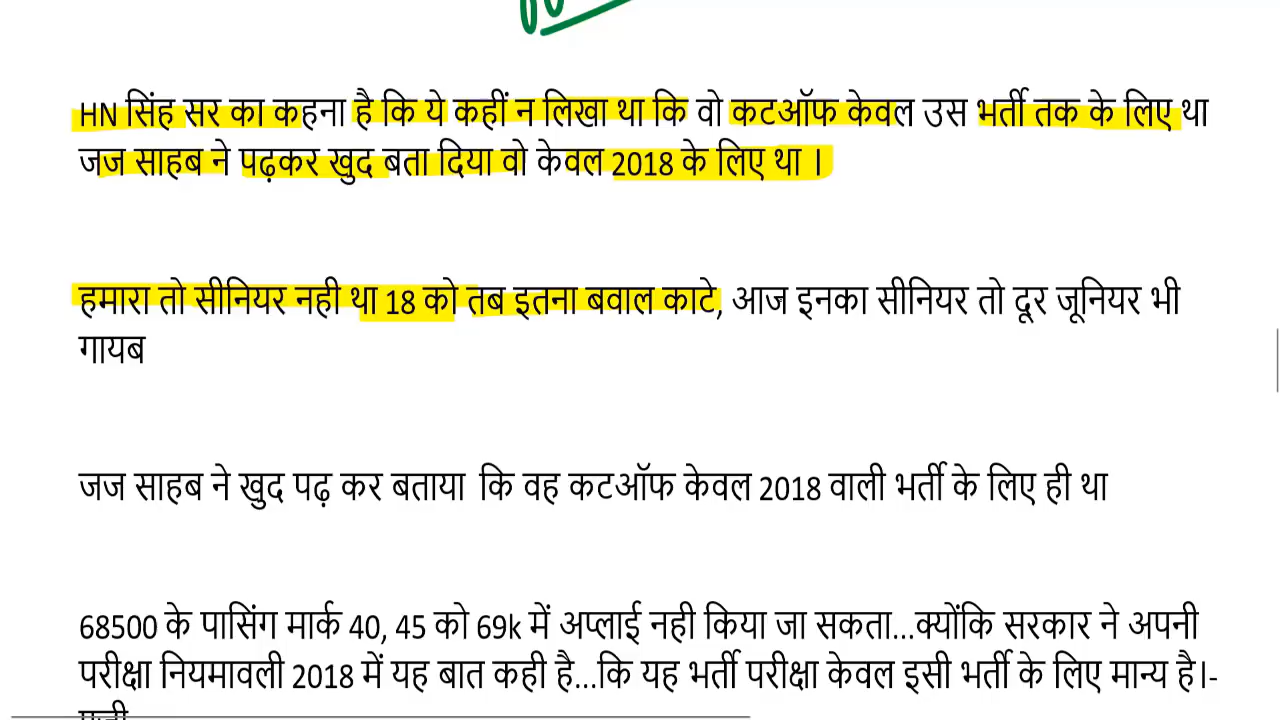 HN सिंह सर का कहना है कि ये कहीं न लिखा था कि वो कटऑफ केवल उस भर्ती तक के लिए था
जज साहब ने पढ़कर खुद बता दिया वो केवल 2018 के लिए था ।
हमारा तो सीनियर नही था 18 को तब इतना बवाल काटे, आज इनका सीनियर तो दूर जूनियर भी
गायब
जज साहब ने खुद पढ़ कर बताया कि वह कटऑफ केवल 2018 वाली भर्ती के लिए ही था
68500 के पासिंग मार्क 40, 45 को 69k में अप्लाई नही किया जा सकता...क्योंकि सरकार ने अपनी
परीक्षा नियमावली 2018 में यह बात कही है...कि यह भर्ती परीक्षा केवल इसी भर्ती के लिए मान्य है।-